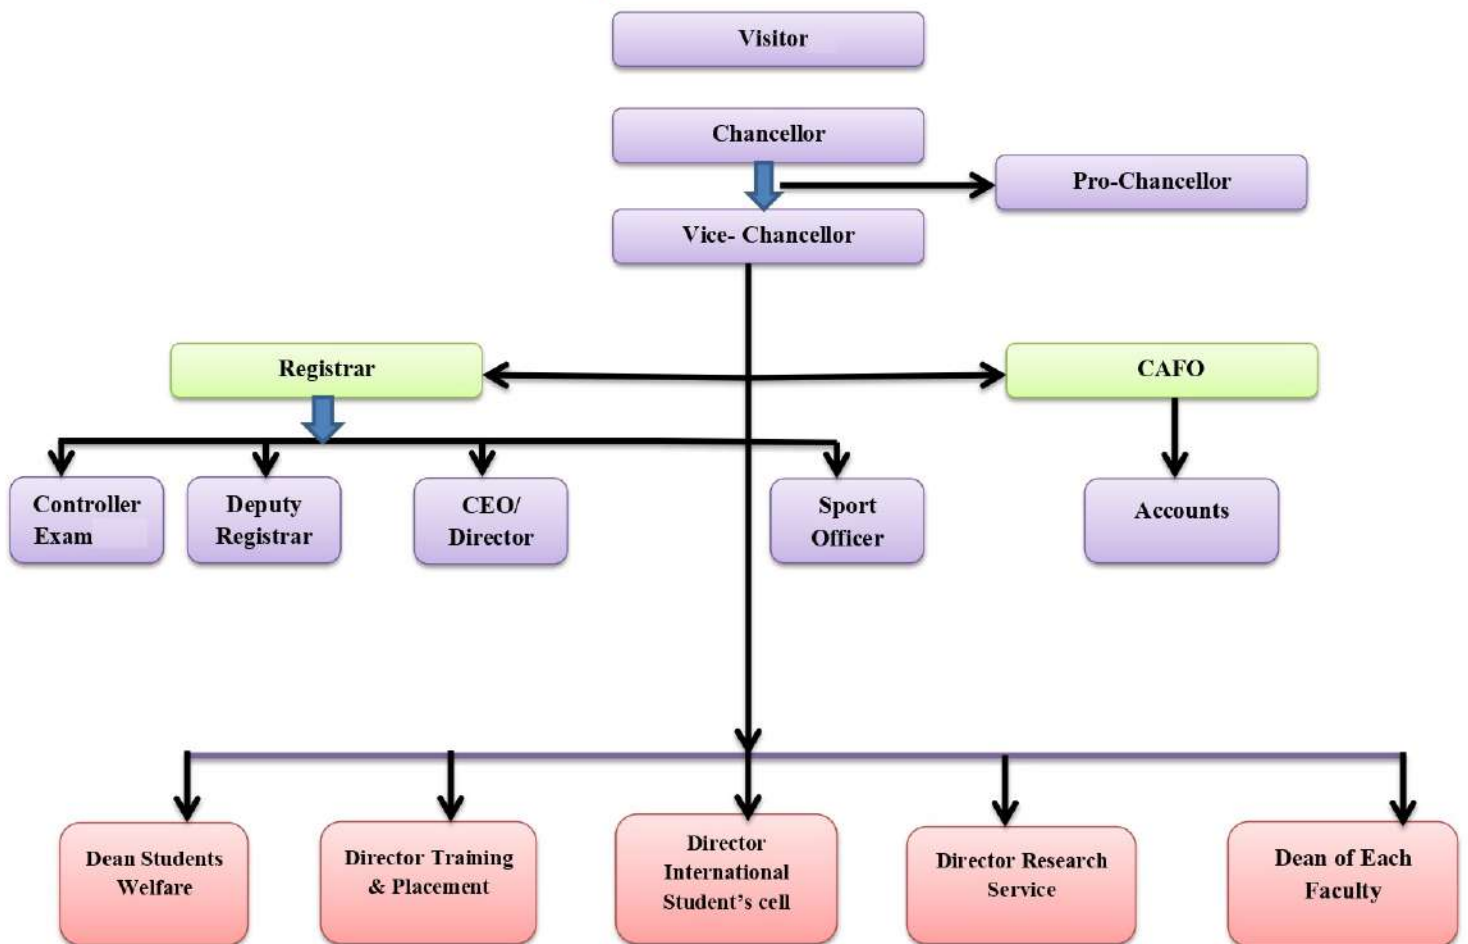 Visitor
Chancellor
Pro-Chancellor
Vice- Chancellor
Registrar
CAFO
Controller
Exam
Deputy
Registrar
CEO/
Director
Sport
Officer
Accounts
Dean Students
Welfare
Director Training
& Placement
Director
International
Student’s cell
Director Research
Service
Dean of Each
Faculty